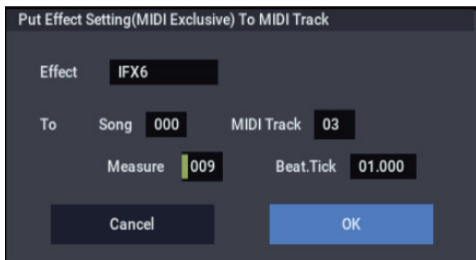 Put Effect Setting(MIDI Exclusive) To MIDI Track
Effect IFX6
To Song 000 MIDI Track 03
Measure 009 Beat.Tick 01.000
Cancel OK